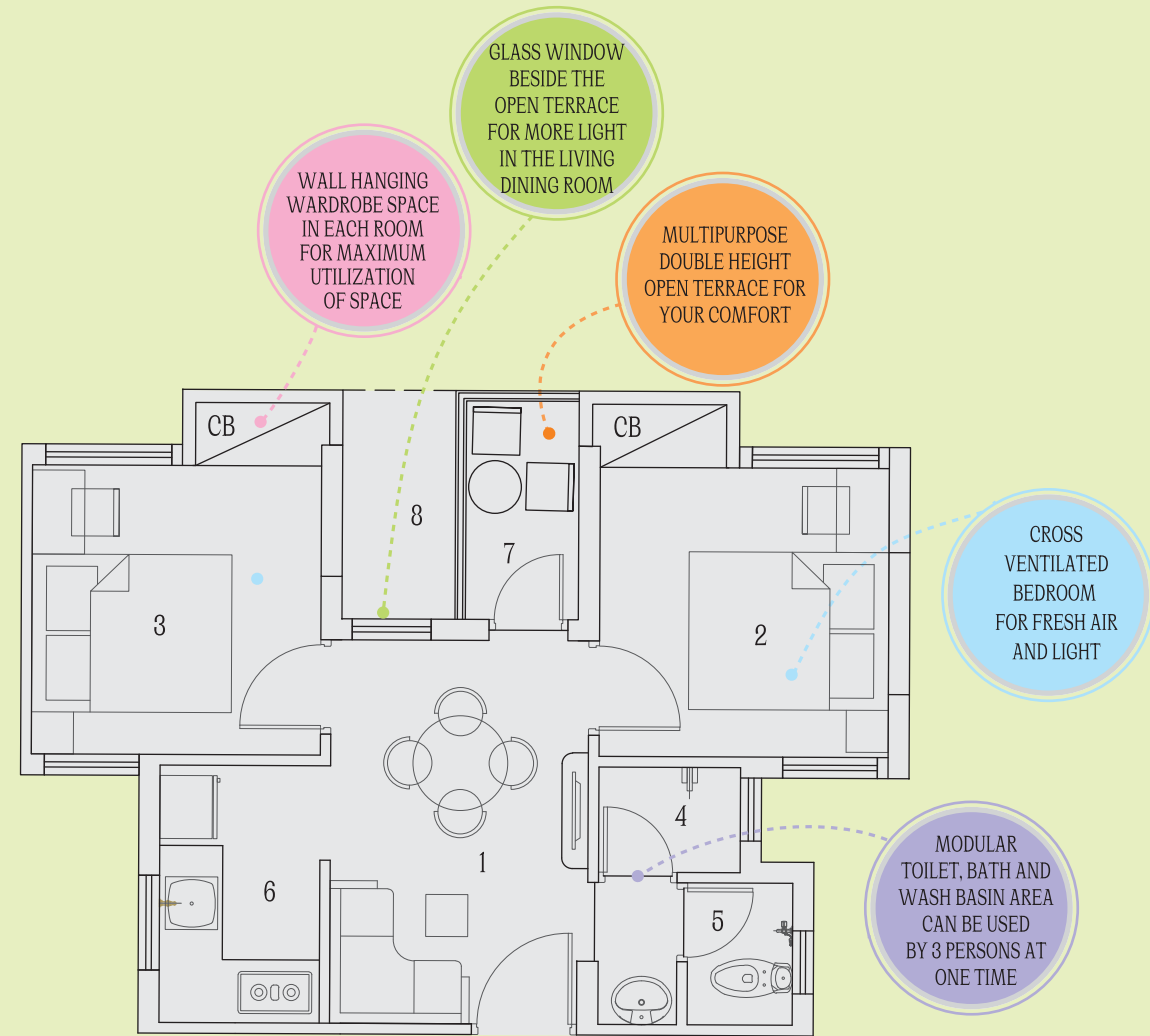 GLASS WINDOW
BESIDE THE
OPEN TERRACE
FOR MORE LIGHT
IN THE LIVING
DINING ROOM
WALL HANGING
WARDROBE SPACE
IN EACH ROOM
FOR MAXIMUM
UTILIZATION
OF SPACE
MULTIPURPOSE
DOUBLE HEIGHT
OPEN TERRACE FOR
YOUR COMFORT
CB
CB
8
7
3
2
CROSS
VENTILATED
BEDROOM
FOR FRESH AIR
AND LIGHT
4
1
6
5
MODULAR
TOILET, BATH AND
WASH BASIN AREA
CAN BE USED
BY 3 PERSONS AT
ONE TIME